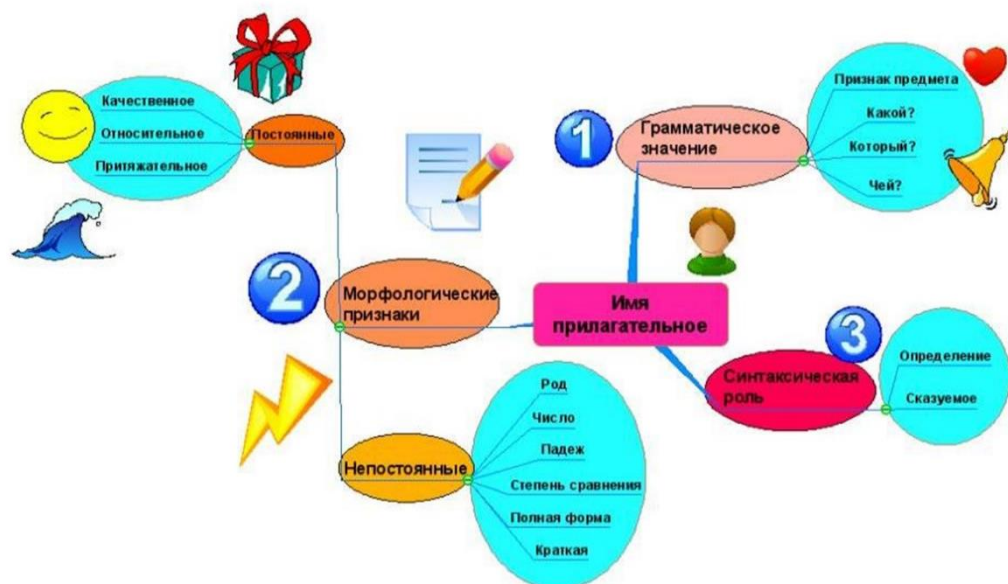 Имя
прилагательное
1
Грамматическое
значение
Признак предмета
Какой?
Который?
Чей?
2
Морфологические
признаки
Постоянные
Качественное
Относительное
Притяжательное
Непостоянные
Род
Число
Падеж
Степень сравнения
Полная форма
Краткая
3
Синтаксическая
роль
Определение
Сказуемое